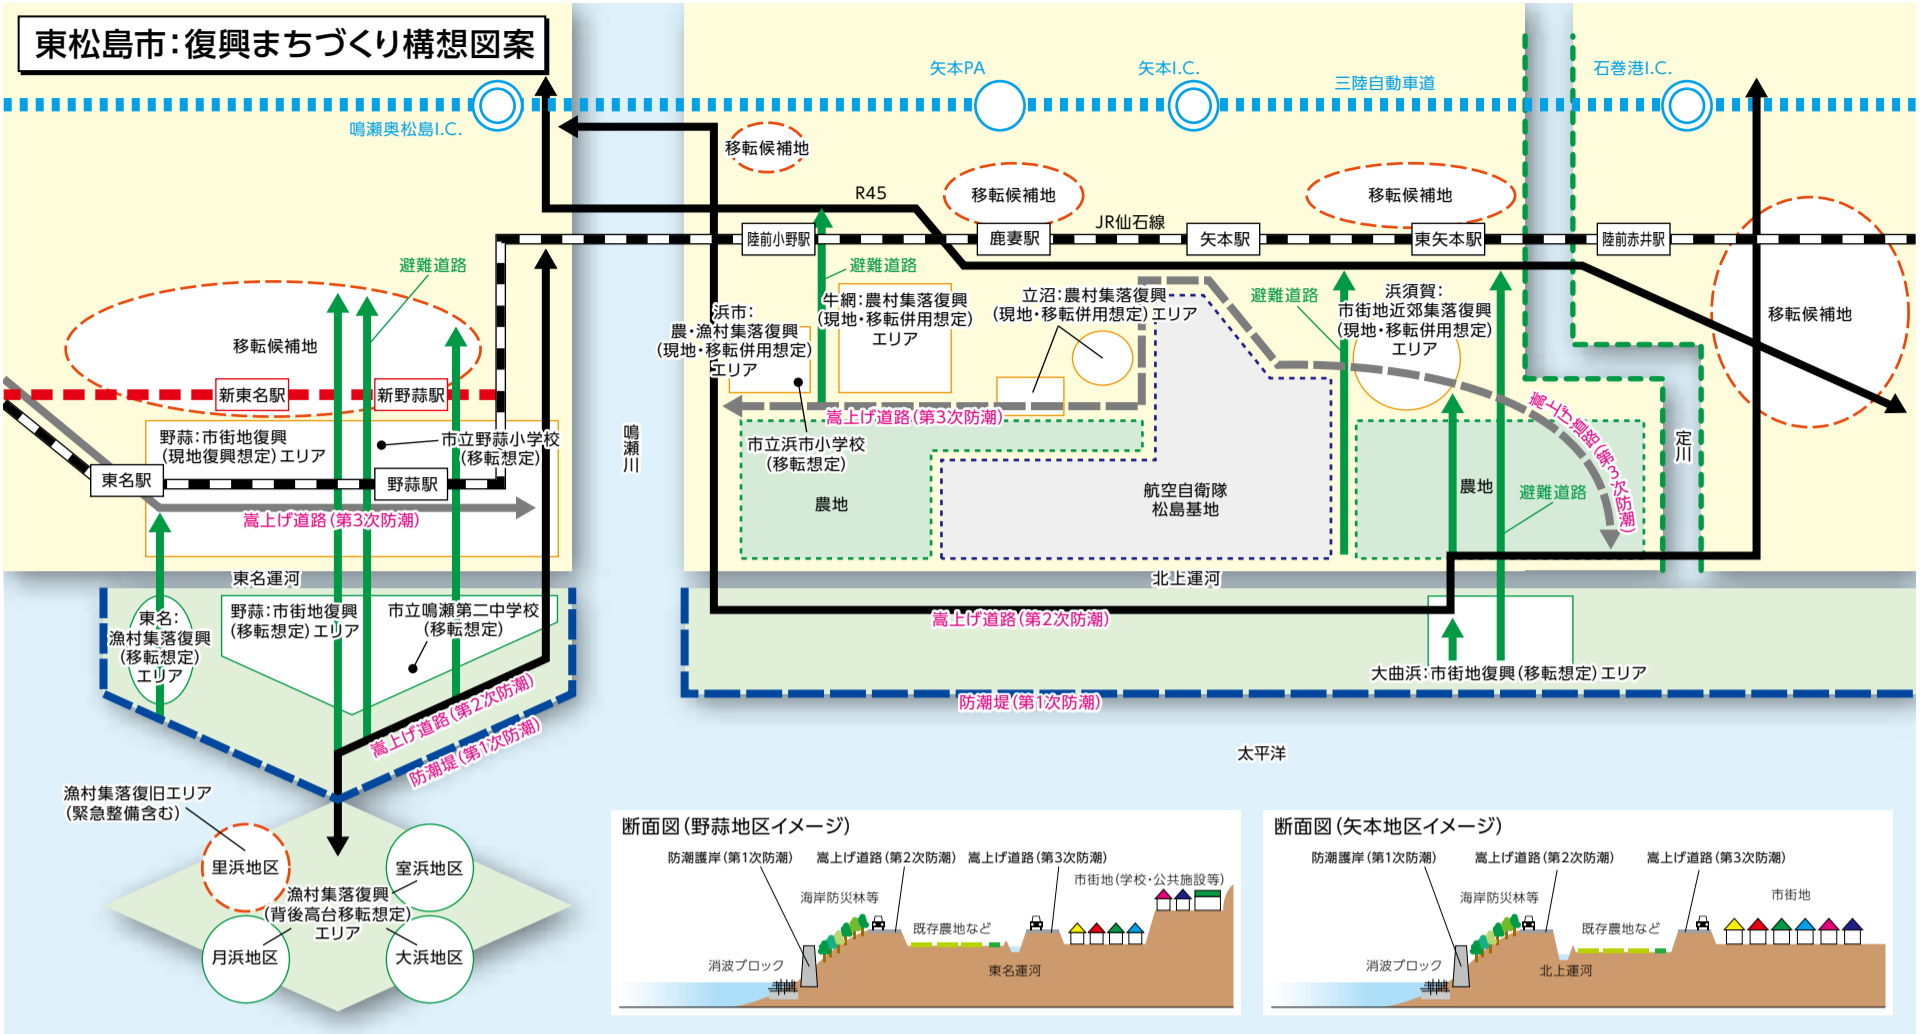 東松島市：復興まちづくり構想図案
矢本PA
矢本I.C.
三陸自動車道
石巻港I.C.
鳴瀬奥松島I.C.
移転候補地
移転候補地
移転候補地
R45
JR仙石線
陸前小野駅
鹿妻駅
矢本駅
東矢本駅
陸前赤井駅
避難道路
避難道路
避難道路
移転候補地
移転候補地
浜市：
農・漁村集落復興
（現地・移転併用想定）
エリア
牛網：農村集落復興
（現地・移転併用想定）
エリア
立沼：農村集落復興
（現地・移転併用想定）エリア
浜須賀：
市街地近郊集落復興
（現地・移転併用想定）
エリア
新東名駅
新野蒜駅
嵩上げ道路（第3次防潮）
嵩上げ道路（第3次防潮）
野蒜：市街地復興
（現地復興想定）エリア
市立野蒜小学校
（移転想定）
鳴瀬川
市立浜市小学校
（移転想定）
定川
東名駅
野蒜駅
農地
航空自衛隊
松島基地
農地
避難道路
嵩上げ道路（第3次防潮）
東名運河
北上運河
東名：
漁村集落復興
（移転想定）
エリア
野蒜：市街地復興
（移転想定）エリア
市立鳴瀬第二中学校
（移転想定）
嵩上げ道路（第2次防潮）
大曲浜：市街地復興（移転想定）エリア
嵩上げ道路（第2次防潮）
防潮堤（第1次防潮）
防潮堤（第1次防潮）
太平洋
漁村集落復旧エリア
（緊急整備含む）
里浜地区
室浜地区
漁村集落復興
（背後高台移転想定）
エリア
月浜地区
大浜地区
断面図（野蒜地区イメージ）
防潮護岸（第1次防潮）
嵩上げ道路（第2次防潮）
嵩上げ道路（第3次防潮）
市街地（学校・公共施設等）
海岸防災林等
既存農地など
消波ブロック
東名運河
断面図（矢本地区イメージ）
防潮護岸（第1次防潮）
嵩上げ道路（第2次防潮）
嵩上げ道路（第3次防潮）
海岸防災林等
市街地
既存農地など
消波ブロック
北上運河